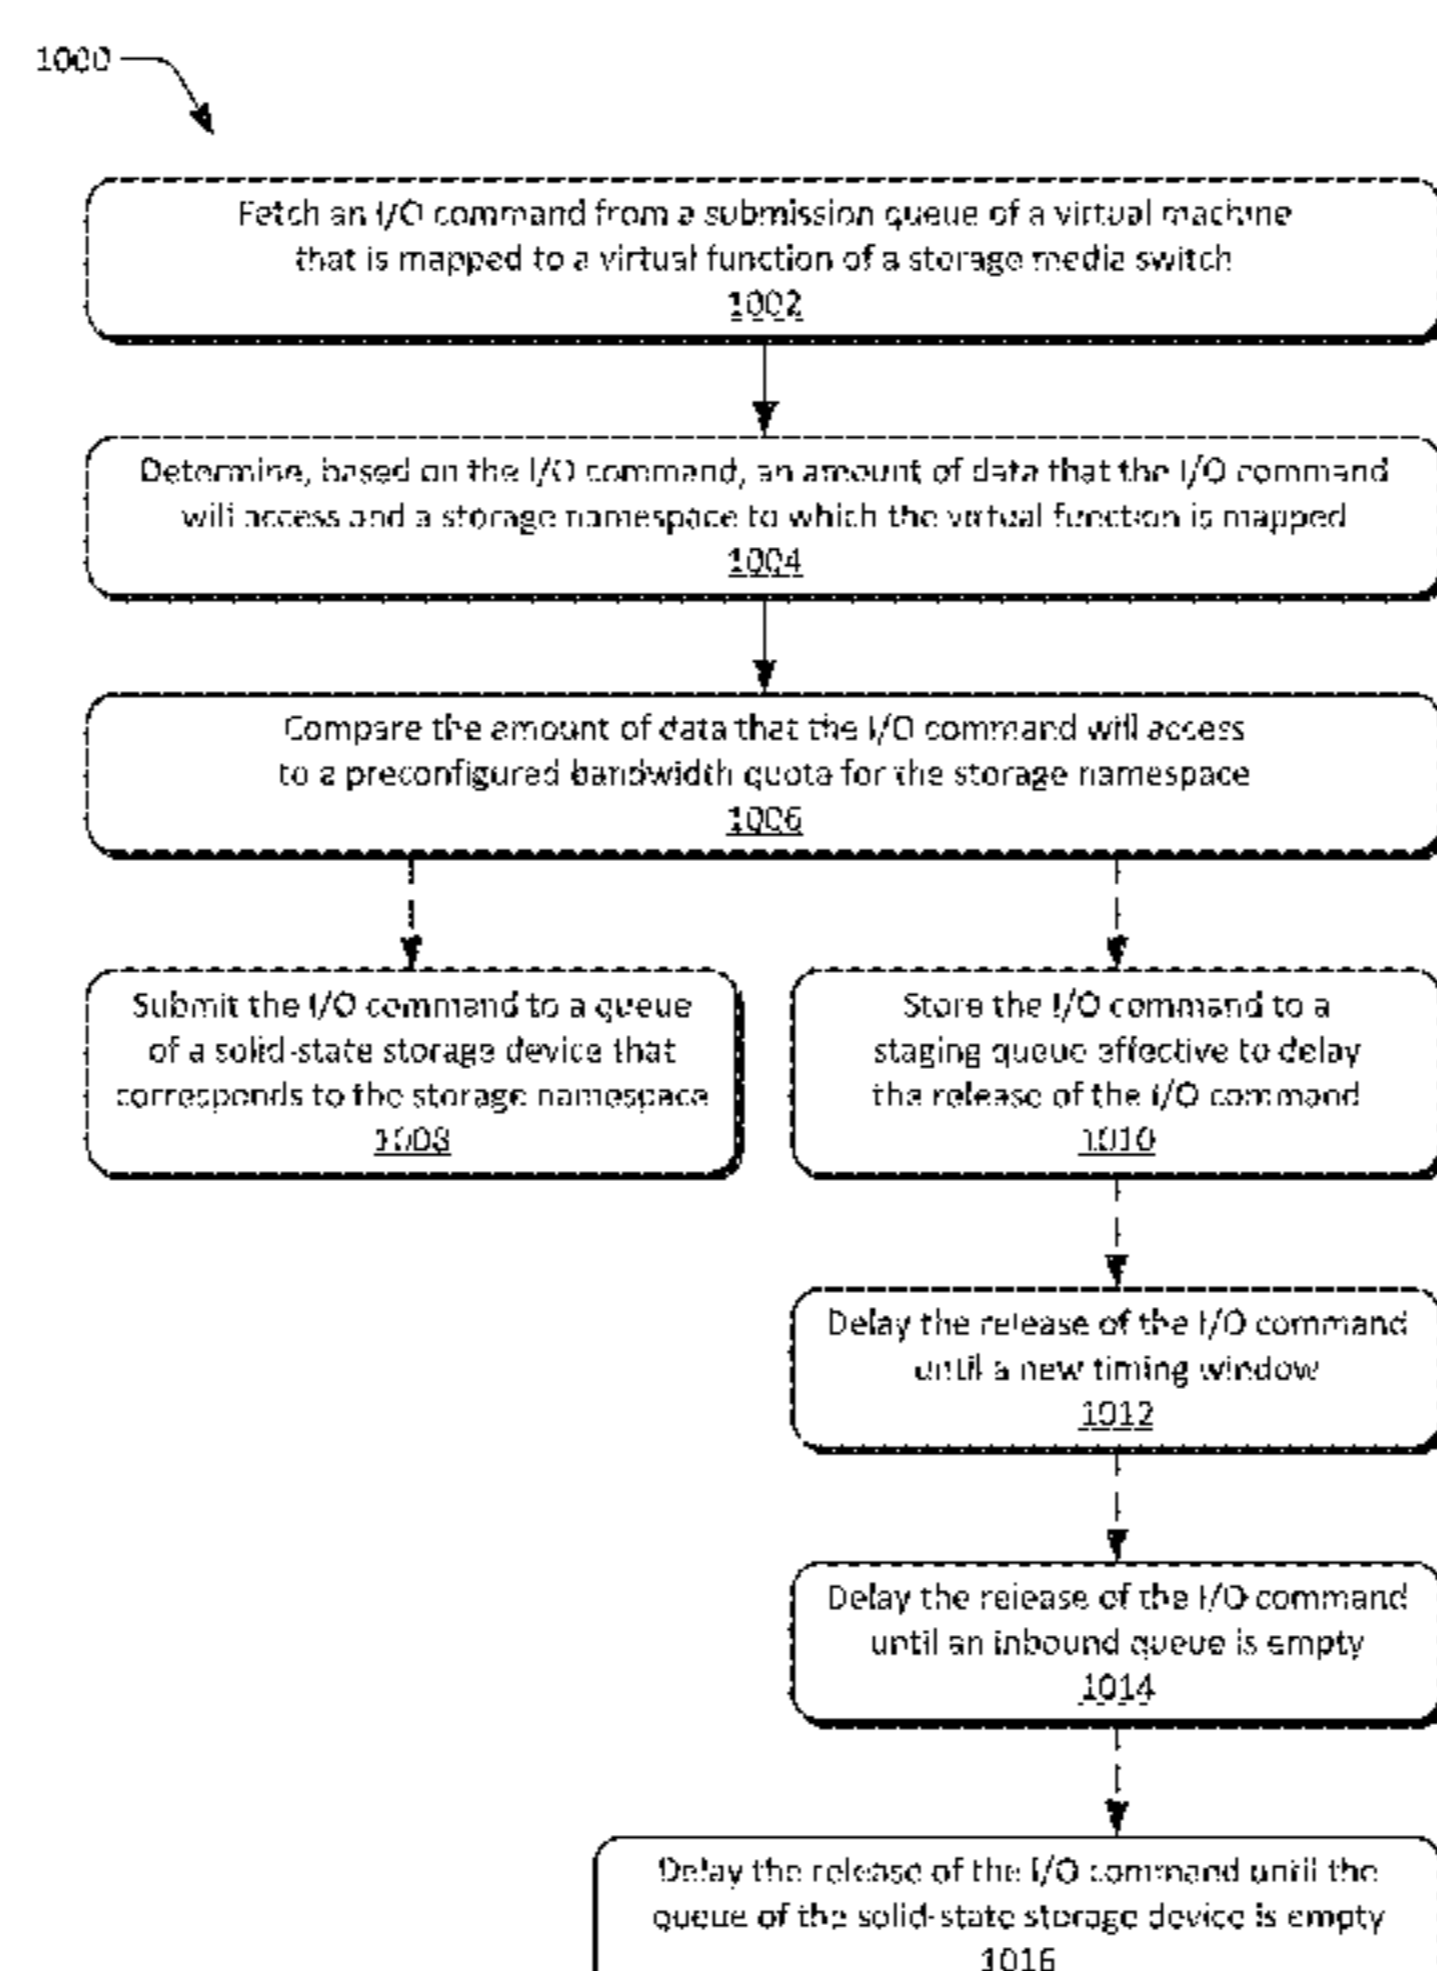 1000
Fetch an I/O command from a submission queue of a virtual machine
that is mapped to a virtual function of a storage media switch
1002
Determine, based on the I/O command, an amount of data that the I/O command
will access and a storage namespace to which the virtual function is mapped
1004
Compare the amount of data that the I/O command will access
to a preconfigured bandwidth quota for the storage namespace
1006
Submit the I/O command to a queue
of a solid-state storage device that
corresponds to the storage namespace
1008
Store the I/O command to a
staging queue effective to delay
the release of the I/O command
1010
Delay the release of the I/O command
until a new timing window
1012
Delay the release of the I/O command
until an inbound queue is empty
1014
Delay the release of the I/O command until the
queue of the solid-state storage device is empty
1016